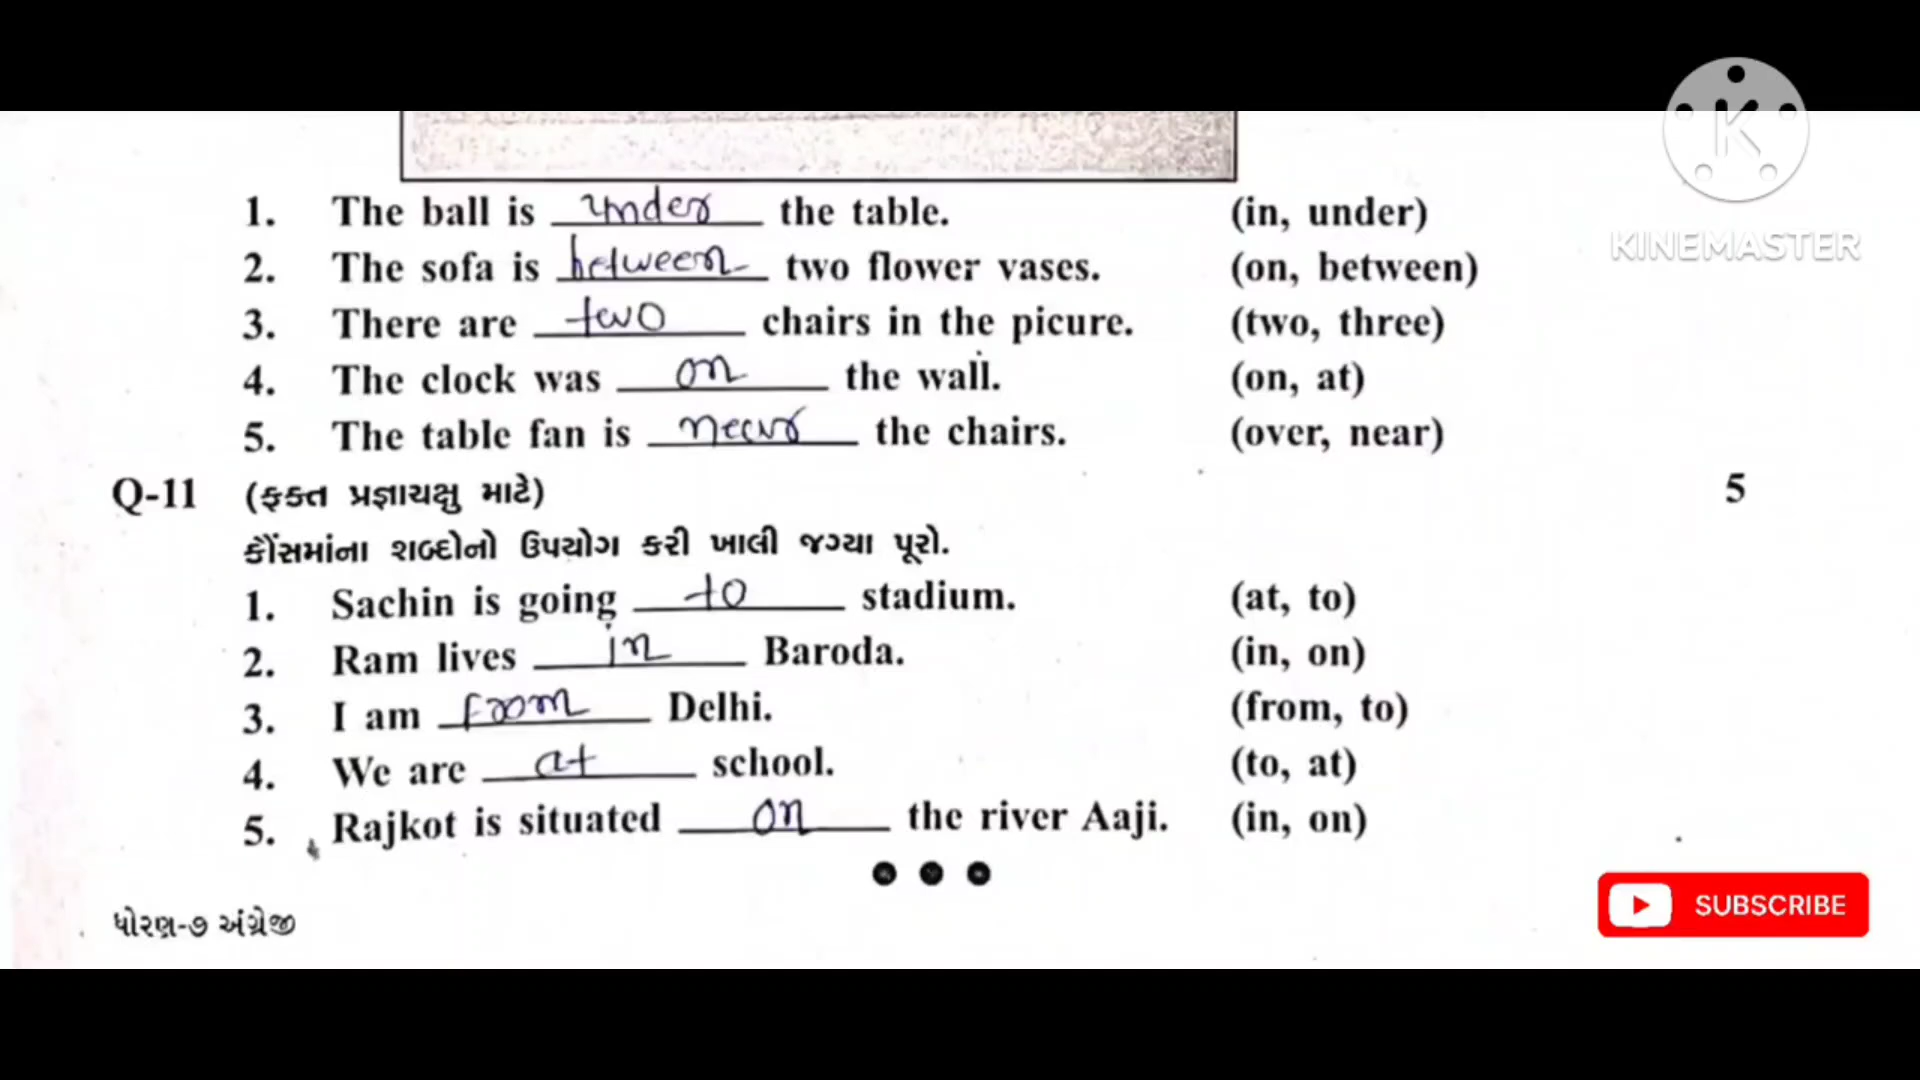 KINEMASTER
1. The ball is under the table. (in, under)
2. The sofa is between two flower vases. (on, between)
3. There are two chairs in the picure. (two, three)
4. The clock was on the wall. (on, at)
5. The table fan is near the chairs. (over, near)
Q-11 (ફક્ત પ્રજ્ઞાચક્ષુ માટે) 5
કૌંસમાંના શબ્દોનો ઉપયોગ કરી ખાલી જગ્યા પૂરો.
1. Sachin is going to stadium. (at, to)
2. Ram lives in Baroda. (in, on)
3. I am from Delhi. (from, to)
4. We are at school. (to, at)
5. Rajkot is situated on the river Aaji. (in, on)
ધોરણ-૭ અંગ્રેજી
SUBSCRIBE